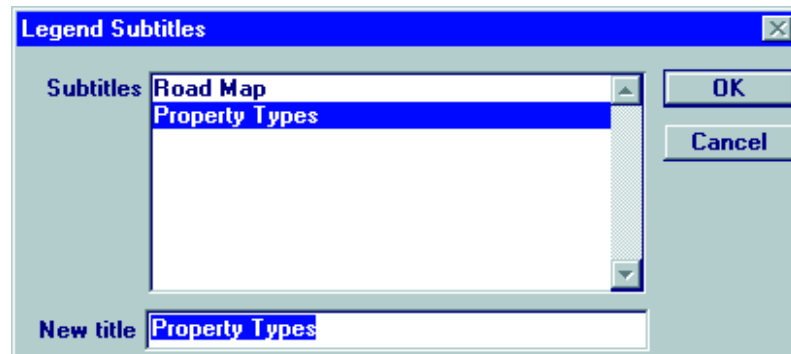 Legend Subtitles
Subtitles
Road Map
Property Types
OK
Cancel
New title Property Types